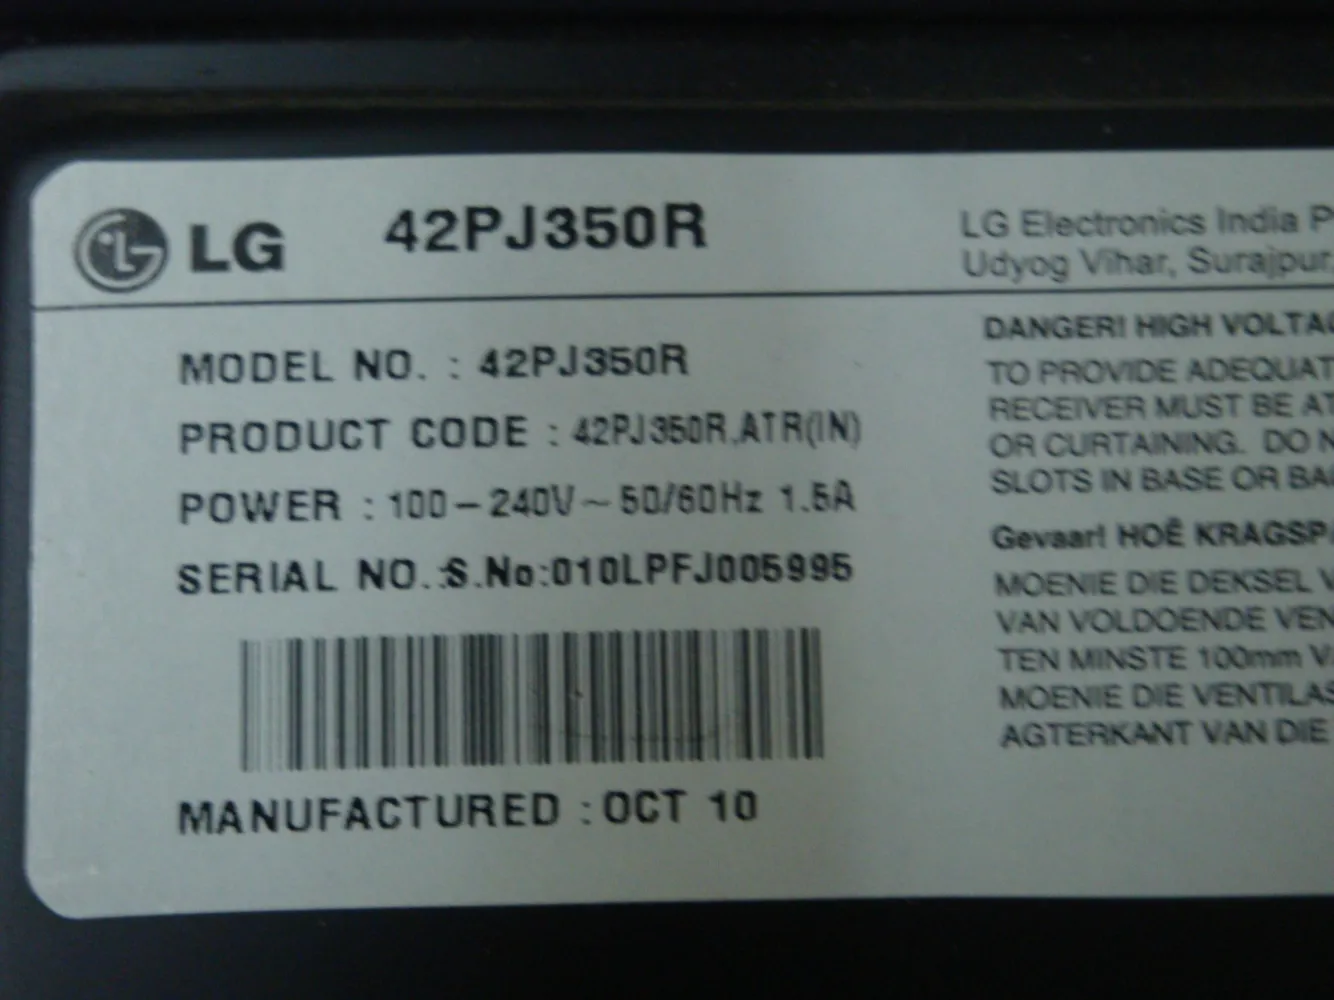 LG 42PJ350R
MODEL NO. : 42PJ350R
PRODUCT CODE : 42PJ350R.ATR(IN)
POWER : 100-240V~50/60Hz 1.5A
SERIAL NO.:S.No:010LPFJ005995
MANUFACTURED : OCT 10
LG Electronics India P
Udyog Vihar, Surajpur,
DANGER! HIGH VOLTAG
TO PROVIDE ADEQUAT
RECEIVER MUST BE AT
OR CURTAINING. DO N
SLOTS IN BASE OR BA
Gevaar! HOË KRAGSP
MOENIE DIE DEKSEL V
VAN VOLDOENDE VEN
TEN MINSTE 100mm V
MOENIE DIE VENTILAS
AGTERKANT VAN DIE